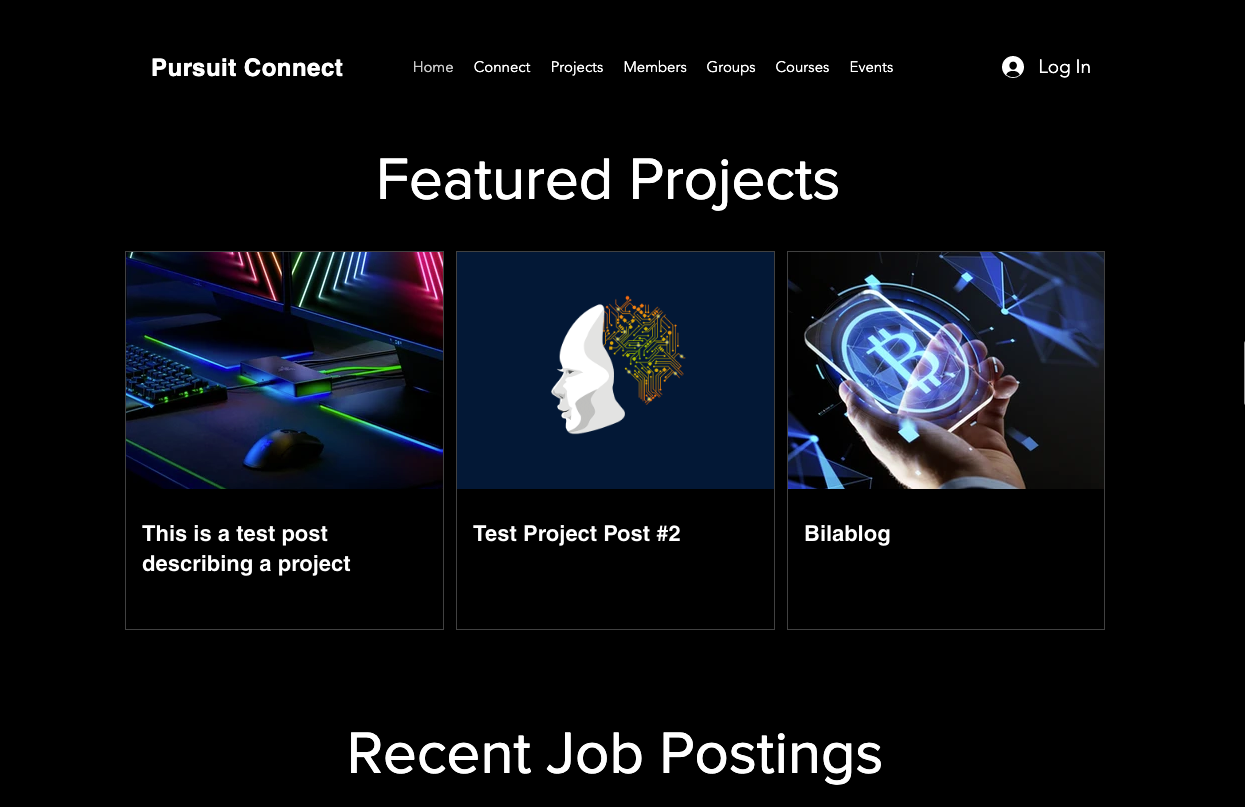 Pursuit Connect
Home Connect Projects Members Groups Courses Events
Log In
Featured Projects
This is a test post
describing a project
Test Project Post #2
Bilablog
Recent Job Postings